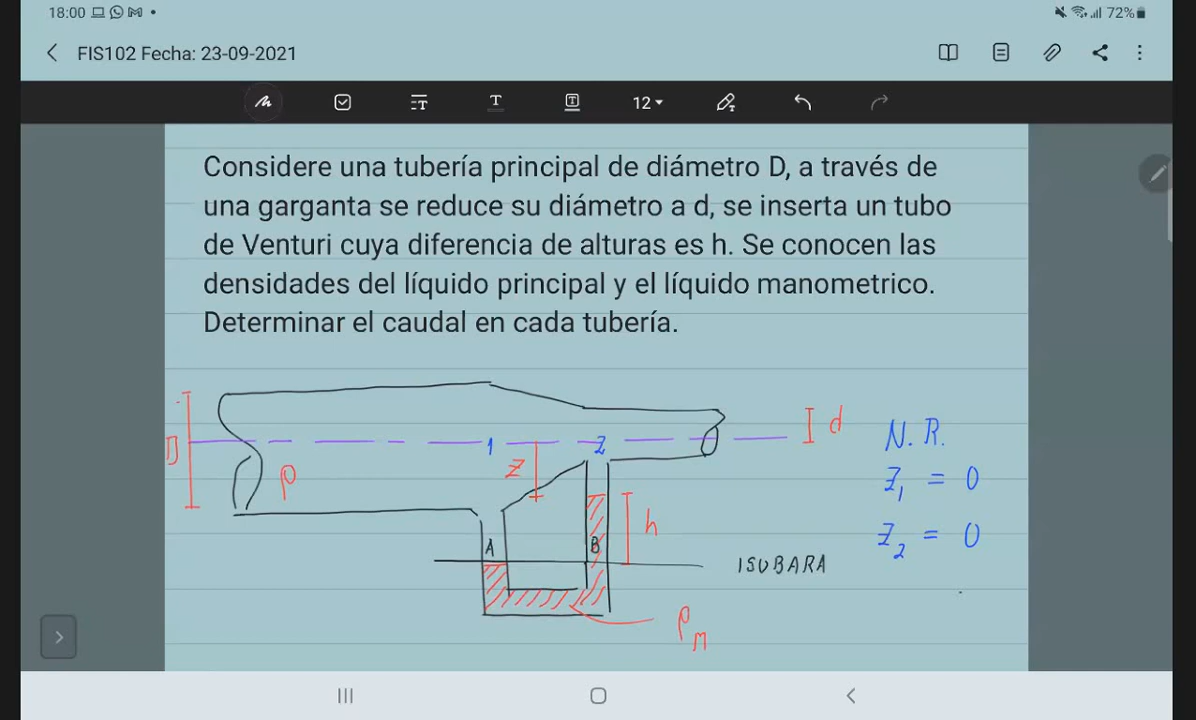 18:00
72%
FIS102 Fecha: 23-09-2021
T T T 12
Considere una tubería principal de diámetro D, a través de
una garganta se reduce su diámetro a d, se inserta un tubo
de Venturi cuya diferencia de alturas es h. Se conocen las
densidades del líquido principal y el líquido manometrico.
Determinar el caudal en cada tubería.
D
ρ
1
2
z
d
N.R.
Z₁ = 0
h
Z₂ = 0
A
B
ISOBARA
ρM